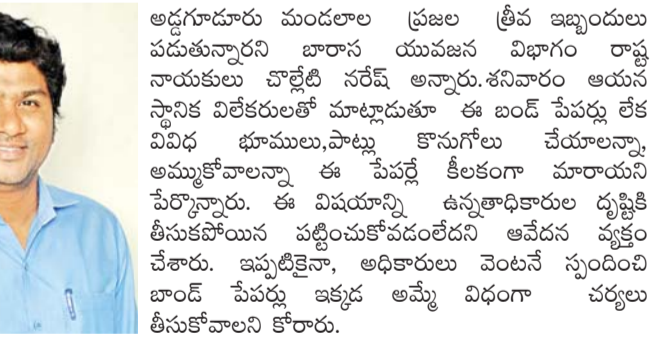 అడ్డగూడూరు మండలాల ప్రజల త్రీవ ఇబ్బందులు
పడుతున్నారని బారాస యువజన విభాగం రాష్ట
నాయకులు చొల్లేటి నరేష్ అన్నారు.శనివారం ఆయన
స్థానిక విలేకరులతో మాట్లాడుతూ ఈ బండ్ పేపర్లు లేక
వివిధ భూములు,పాట్లు కొనుగోలు చేయాలన్నా,
అమ్ముకోవాలన్నా ఈ పేపర్లే కీలకంగా మారాయని
పేర్కొన్నారు. ఈ విషయాన్ని ఉన్నతాధికారుల దృష్టికి
తీసుకపోయిన పట్టించుకోవడంలేదని ఆవేదన వ్యక్తం
చేశారు. ఇప్పటికైనా, అధికారులు వెంటనే స్పందించి
బాండ్ పేపర్లు ఇక్కడ అమ్మే విధంగా చర్యలు
తీసుకోవాలని కోరారు.